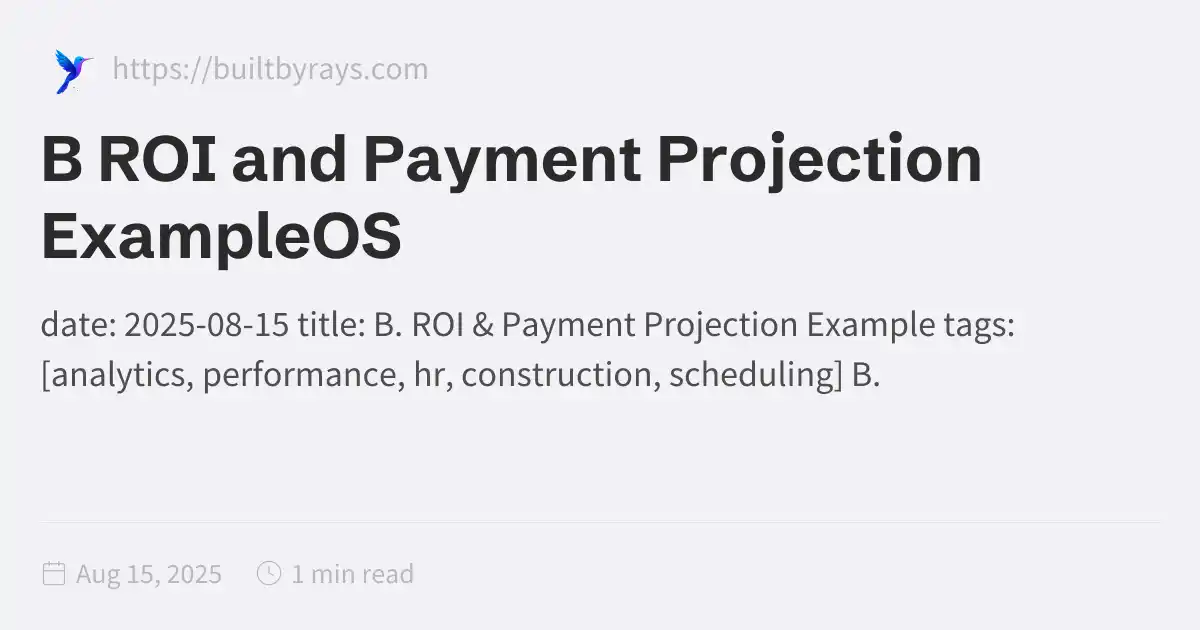 https://builtbyrays.com
B ROI and Payment Projection
ExampleOS
date: 2025-08-15 title: B. ROI & Payment Projection Example tags:
[analytics, performance, hr, construction, scheduling] B.
Aug 15, 2025 1 min read